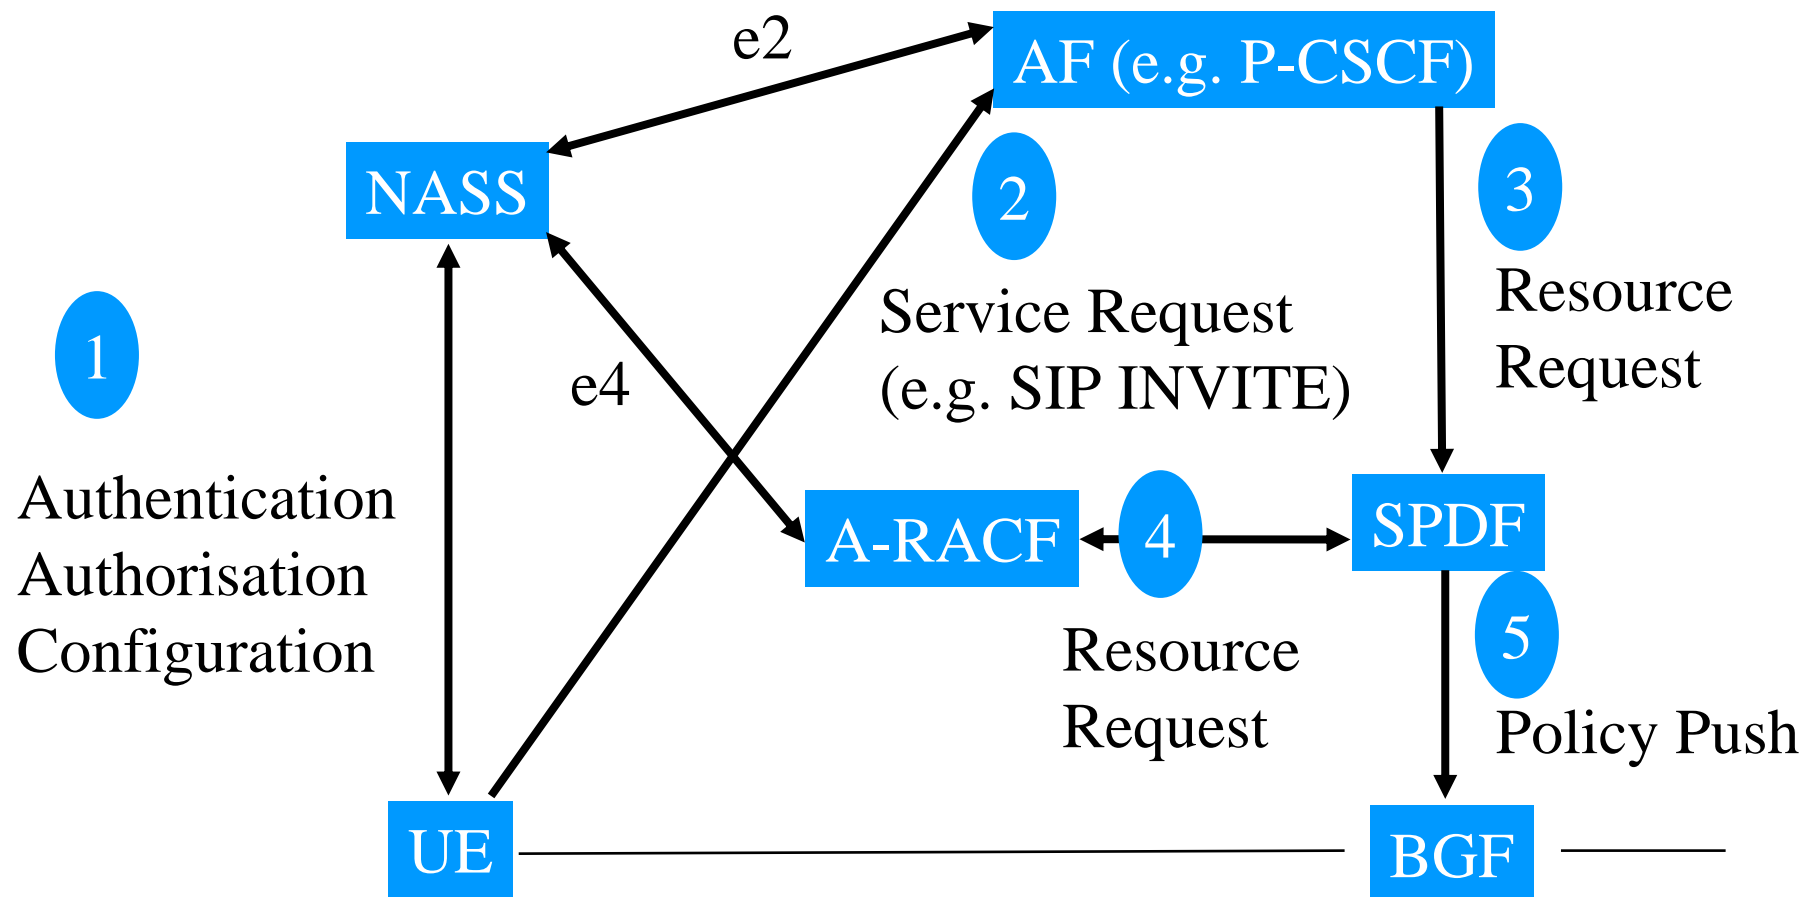 e2
AF (e.g. P-CSCF)
NASS
2
3
Service Request
(e.g. SIP INVITE)
Resource
Request
1
e4
Authentication
Authorisation
Configuration
A-RACF
4
SPDF
Resource
Request
5
Policy Push
UE
BGF